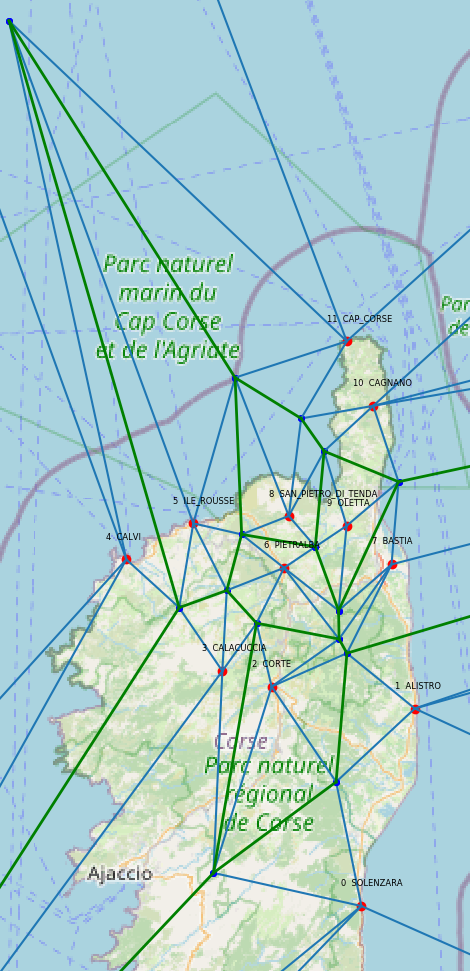 Parc naturel
marin du
Cap Corse
et de l'Agriate
Par
de
11 CAP_CORSE
10 CAGNANO
8 SAN_PIETRO_DI_TENDA
9 OLETTA
5 ILE_ROUSSE
4 CALVI
6 PIETRALBA
7 BASTIA
3 CALACUCCIA
2 CORTE
1 ALISTRO
Corse
Parc naturel
régional
de Corse
Ajaccio
0 SOLENZARA